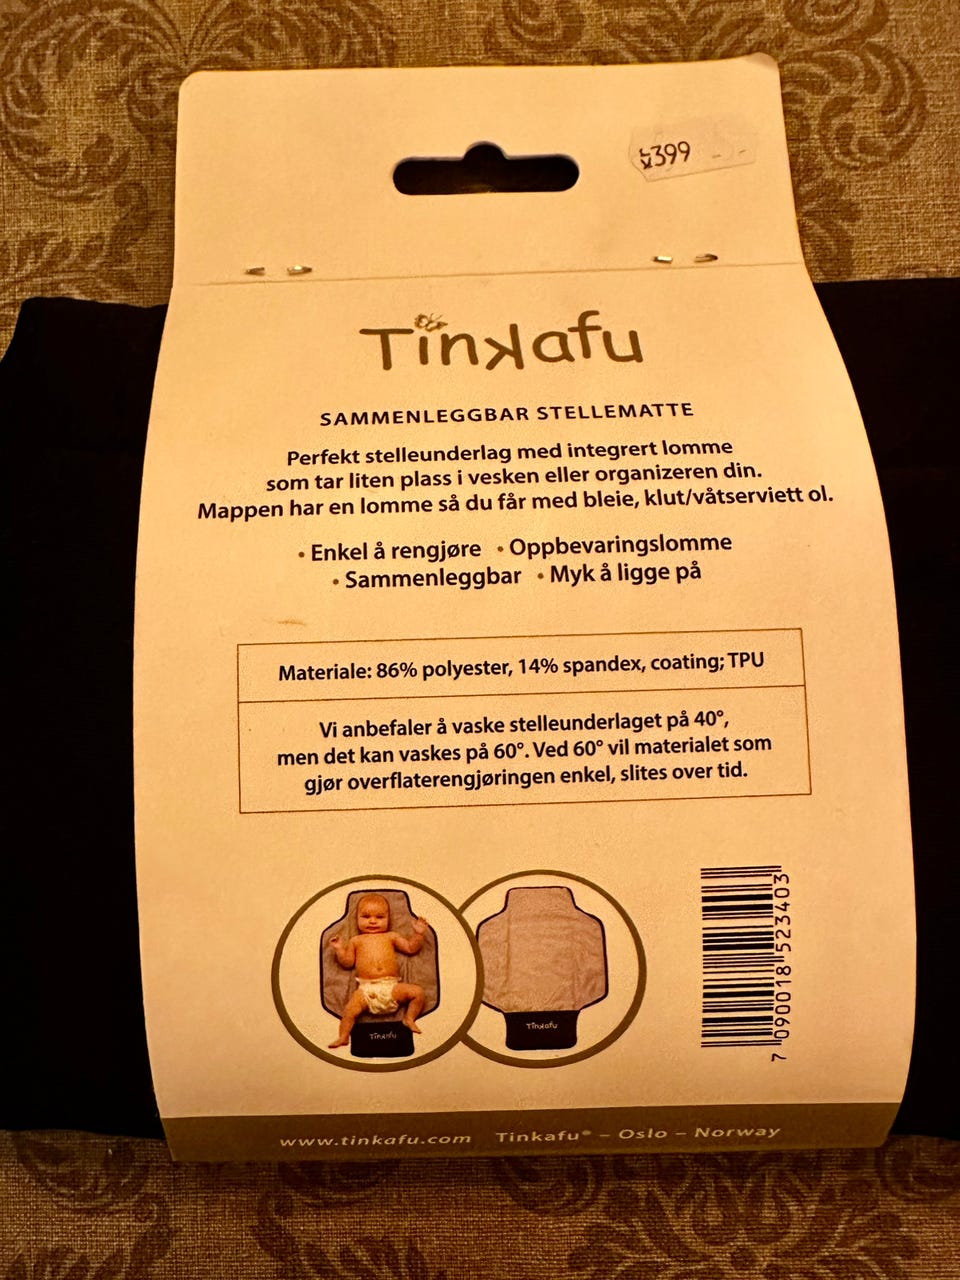 kr399
Tinkafu
SAMMENLEGGBAR STELLEMATTE
Perfekt stelleunderlag med integrert lomme
som tar liten plass i vesken eller organizeren din.
Mappen har en lomme så du får med bleie, klut/våtserviett ol.
• Enkel å rengjøre • Oppbevaringslomme
• Sammenleggbar • Myk å ligge på
Materiale: 86% polyester, 14% spandex, coating; TPU
Vi anbefaler å vaske stelleunderlaget på 40°,
men det kan vaskes på 60°. Ved 60° vil materialet som
gjør overflaterengjøringen enkel, slites over tid.
Tinkafu
Tinkafu
7 090018 523403
www.tinkafu.com Tinkafu® – Oslo – Norway